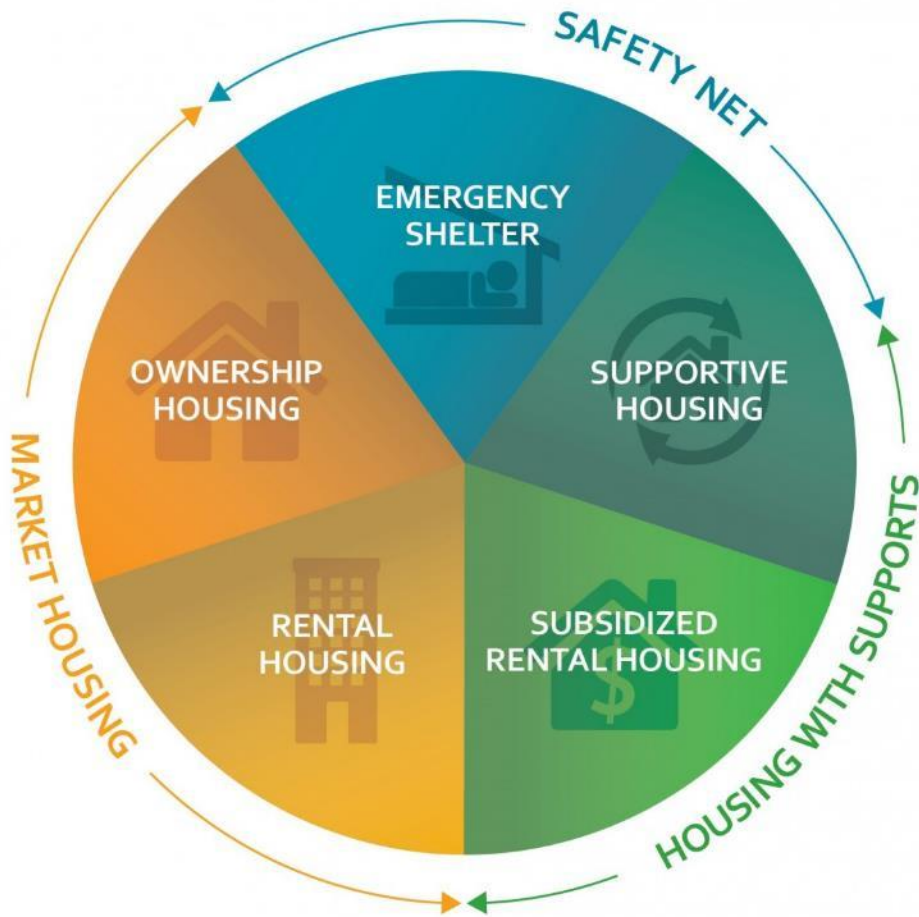 SAFETY NET
EMERGENCY
SHELTER
OWNERSHIP
HOUSING
SUPPORTIVE
HOUSING
MARKET HOUSING
RENTAL
HOUSING
SUBSIDIZED
RENTAL HOUSING
$
HOUSING WITH SUPPORTS